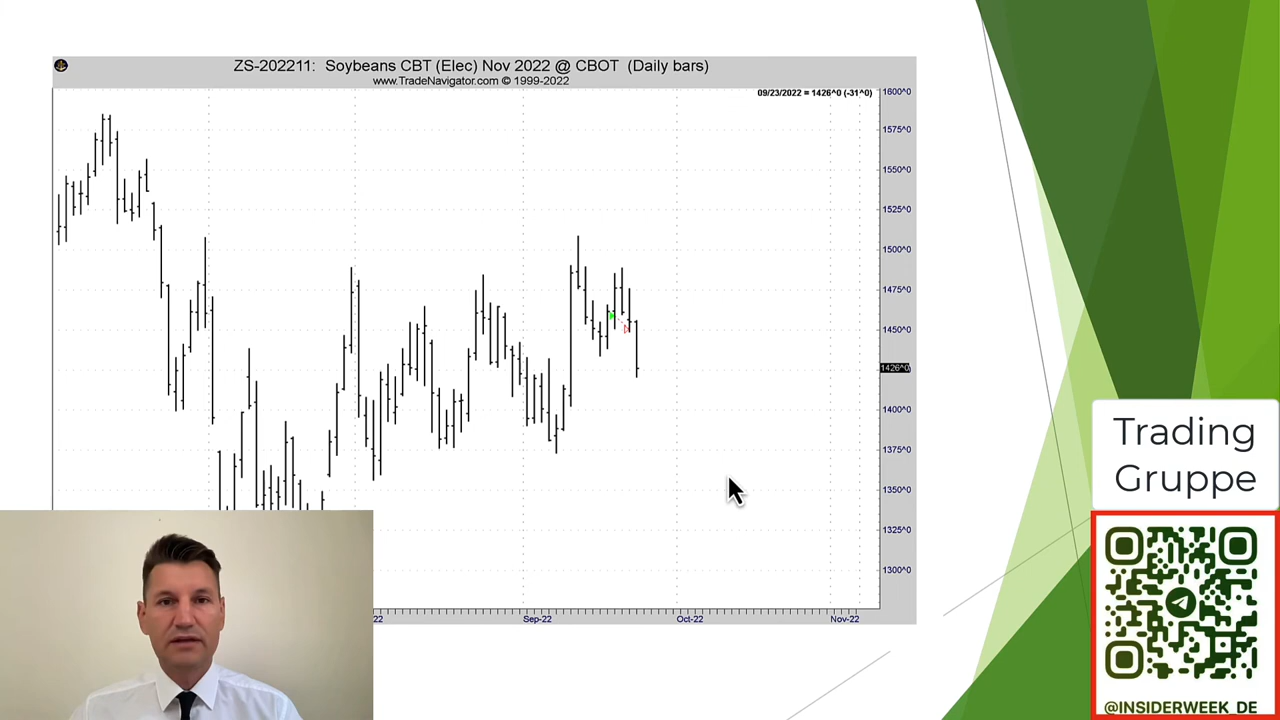 ZS-202211: Soybeans CBT (Elec) Nov 2022 @ CBOT (Daily bars)
www.TradeNavigator.com © 1999-2022
09/23/2022 = 1426^0 (-31^0)
1600^0
1575^0
1550^0
1525^0
1500^0
1475^0
1450^0
1426^0
1400^0
1375^0
1350^0
1325^0
1300^0
22
Sep-22
Oct-22
Nov-22
Trading
Gruppe
@INSIDERWEEK_DE